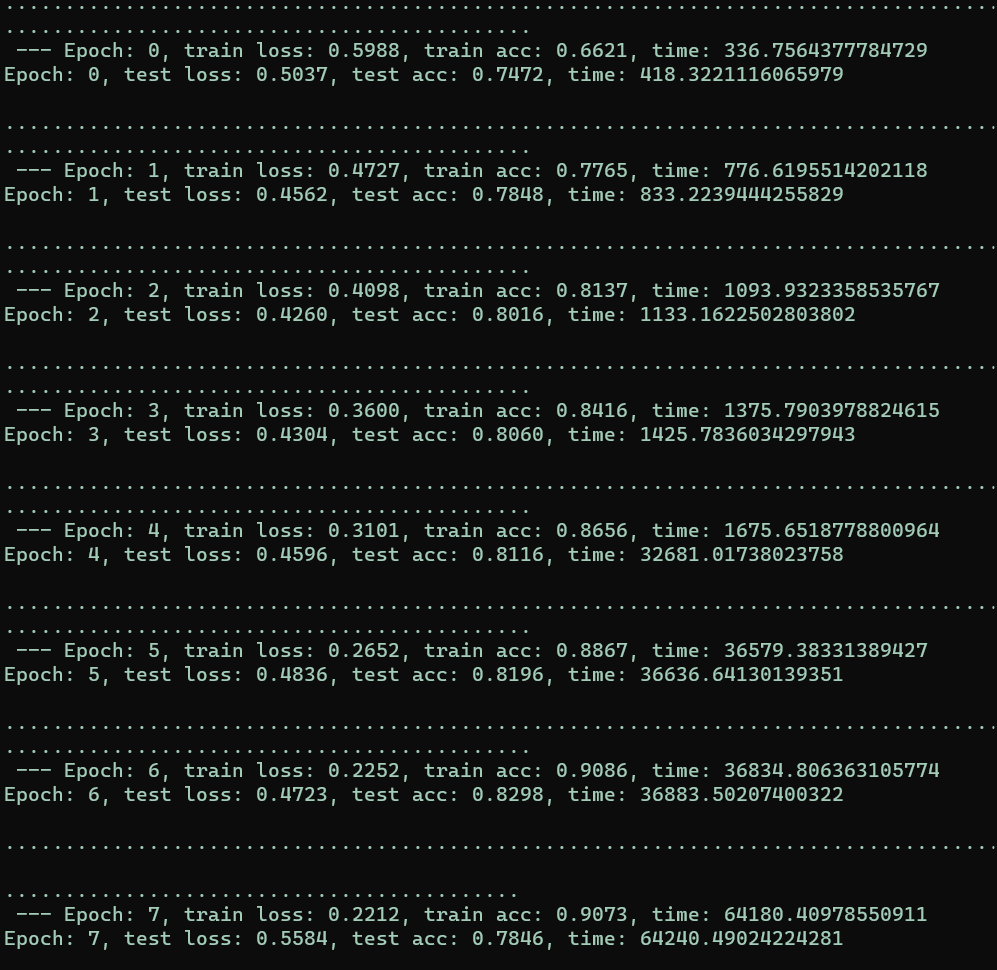 ...................................................................................
............................................
--- Epoch: 0, train loss: 0.5988, train acc: 0.6621, time: 336.7564377784729
Epoch: 0, test loss: 0.5037, test acc: 0.7472, time: 418.3221116065979
...................................................................................
............................................
--- Epoch: 1, train loss: 0.4727, train acc: 0.7765, time: 776.6195514202118
Epoch: 1, test loss: 0.4562, test acc: 0.7848, time: 833.2239444255829
...................................................................................
............................................
--- Epoch: 2, train loss: 0.4098, train acc: 0.8137, time: 1093.9323358535767
Epoch: 2, test loss: 0.4260, test acc: 0.8016, time: 1133.1622502803802
...................................................................................
............................................
--- Epoch: 3, train loss: 0.3600, train acc: 0.8416, time: 1375.7903978824615
Epoch: 3, test loss: 0.4304, test acc: 0.8060, time: 1425.7836034297943
...................................................................................
............................................
--- Epoch: 4, train loss: 0.3101, train acc: 0.8656, time: 1675.6518778800964
Epoch: 4, test loss: 0.4596, test acc: 0.8116, time: 32681.01738023758
...................................................................................
............................................
--- Epoch: 5, train loss: 0.2652, train acc: 0.8867, time: 36579.38331389427
Epoch: 5, test loss: 0.4836, test acc: 0.8196, time: 36636.64130139351
...................................................................................
............................................
--- Epoch: 6, train loss: 0.2252, train acc: 0.9086, time: 36834.806363105774
Epoch: 6, test loss: 0.4723, test acc: 0.8298, time: 36883.50207400322
...................................................................................
...........................................
--- Epoch: 7, train loss: 0.2212, train acc: 0.9073, time: 64180.40978550911
Epoch: 7, test loss: 0.5584, test acc: 0.7846, time: 64240.49024224281